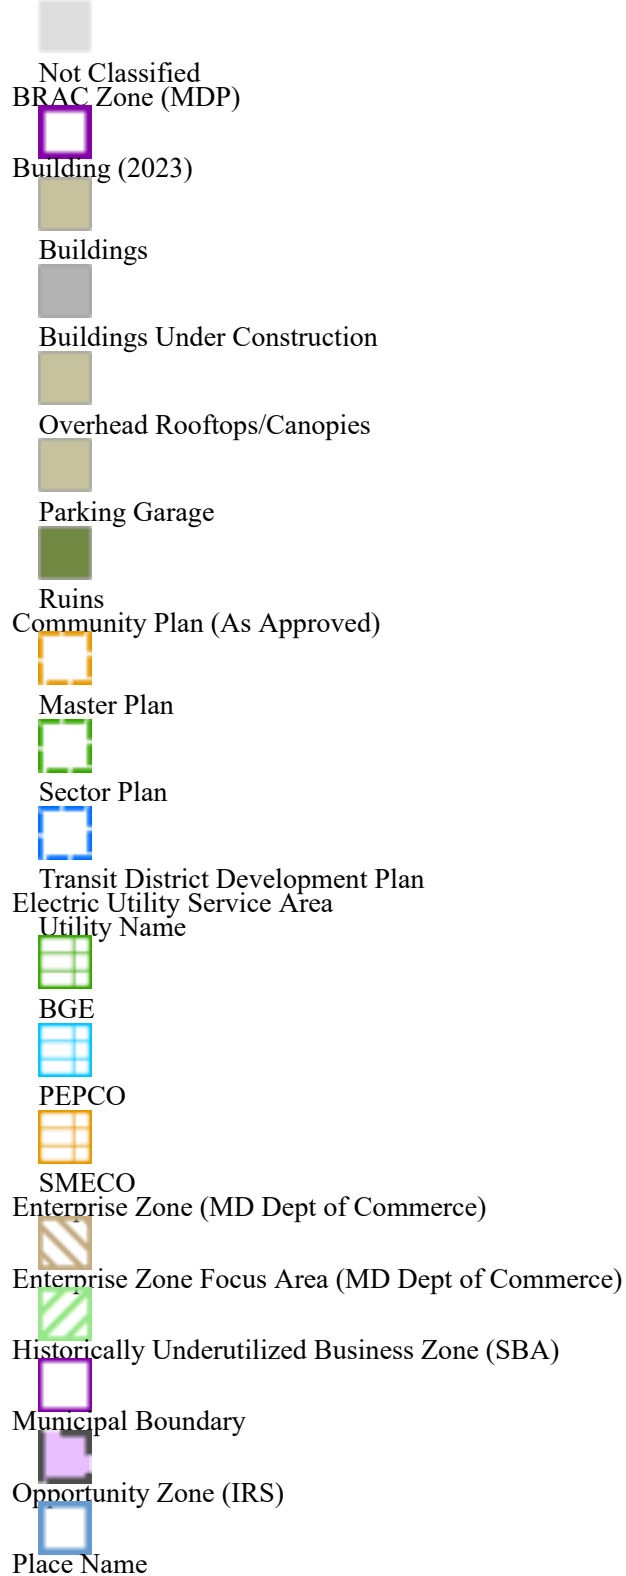 Not Classified
BRAC Zone (MDP)
Building (2023)
Buildings
Buildings Under Construction
Overhead Rooftops/Canopies
Parking Garage
Ruins
Community Plan (As Approved)
Master Plan
Sector Plan
Transit District Development Plan
Electric Utility Service Area
Utility Name
BGE
PEPCO
SMECO
Enterprise Zone (MD Dept of Commerce)
Enterprise Zone Focus Area (MD Dept of Commerce)
Historically Underutilized Business Zone (SBA)
Municipal Boundary
Opportunity Zone (IRS)
Place Name